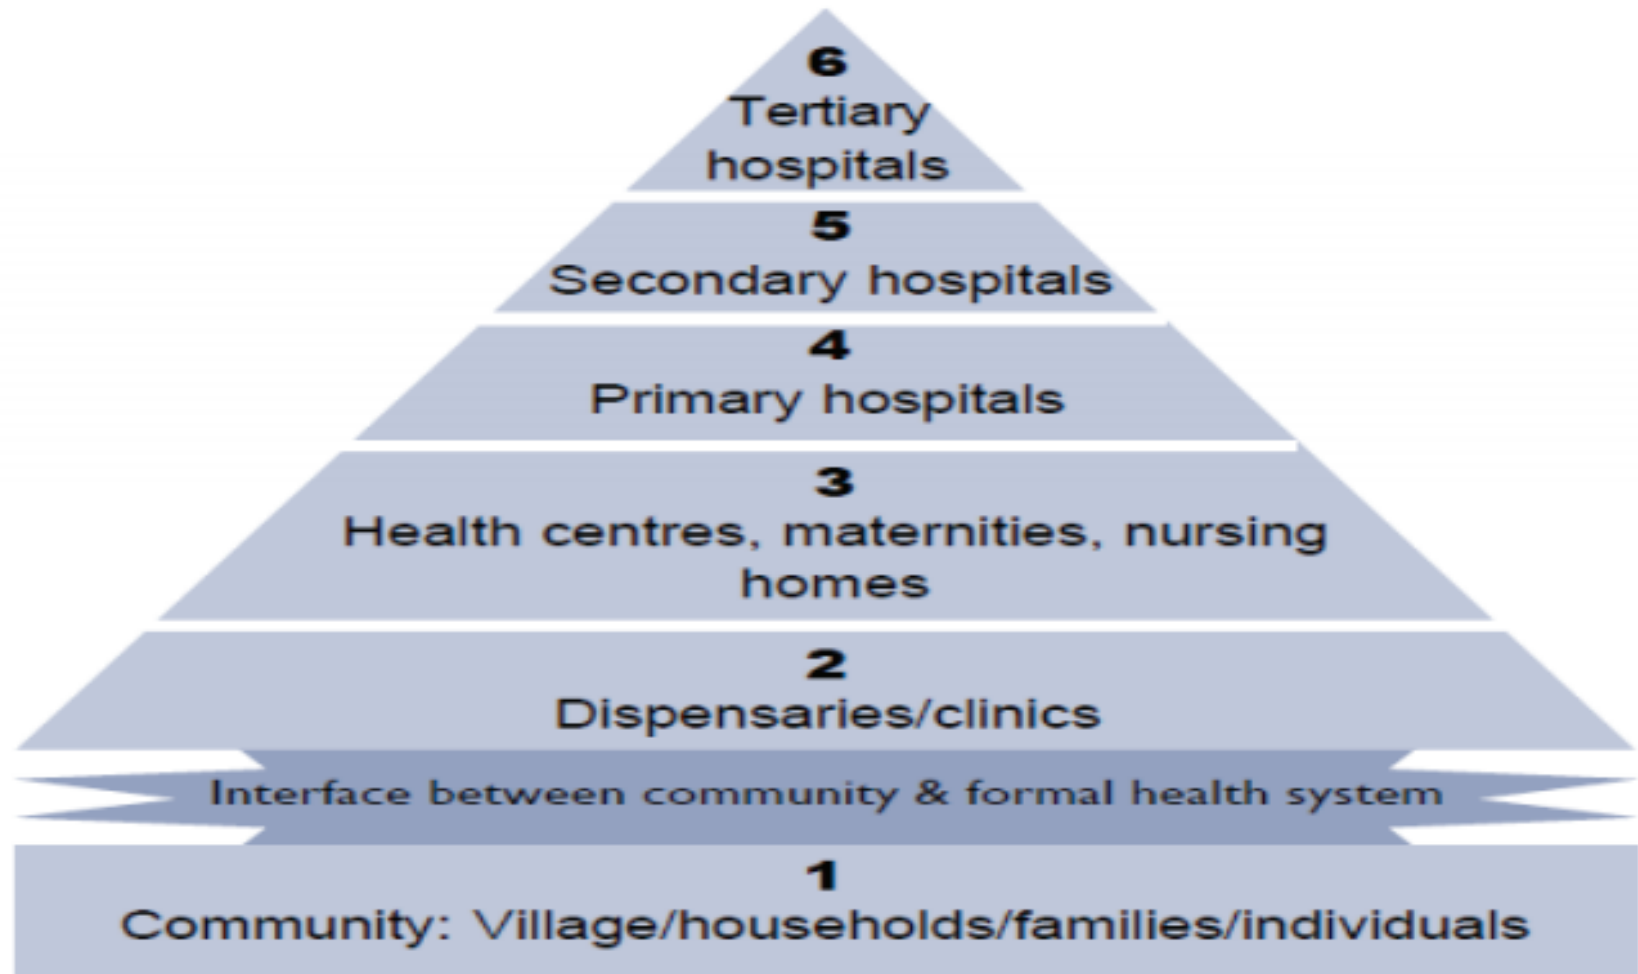 6
Tertiary
hospitals
5
Secondary hospitals
4
Primary hospitals
3
Health centres, maternities, nursing
homes
2
Dispensaries/clinics
Interface between community & formal health system
1
Community: Village/households/families/individuals